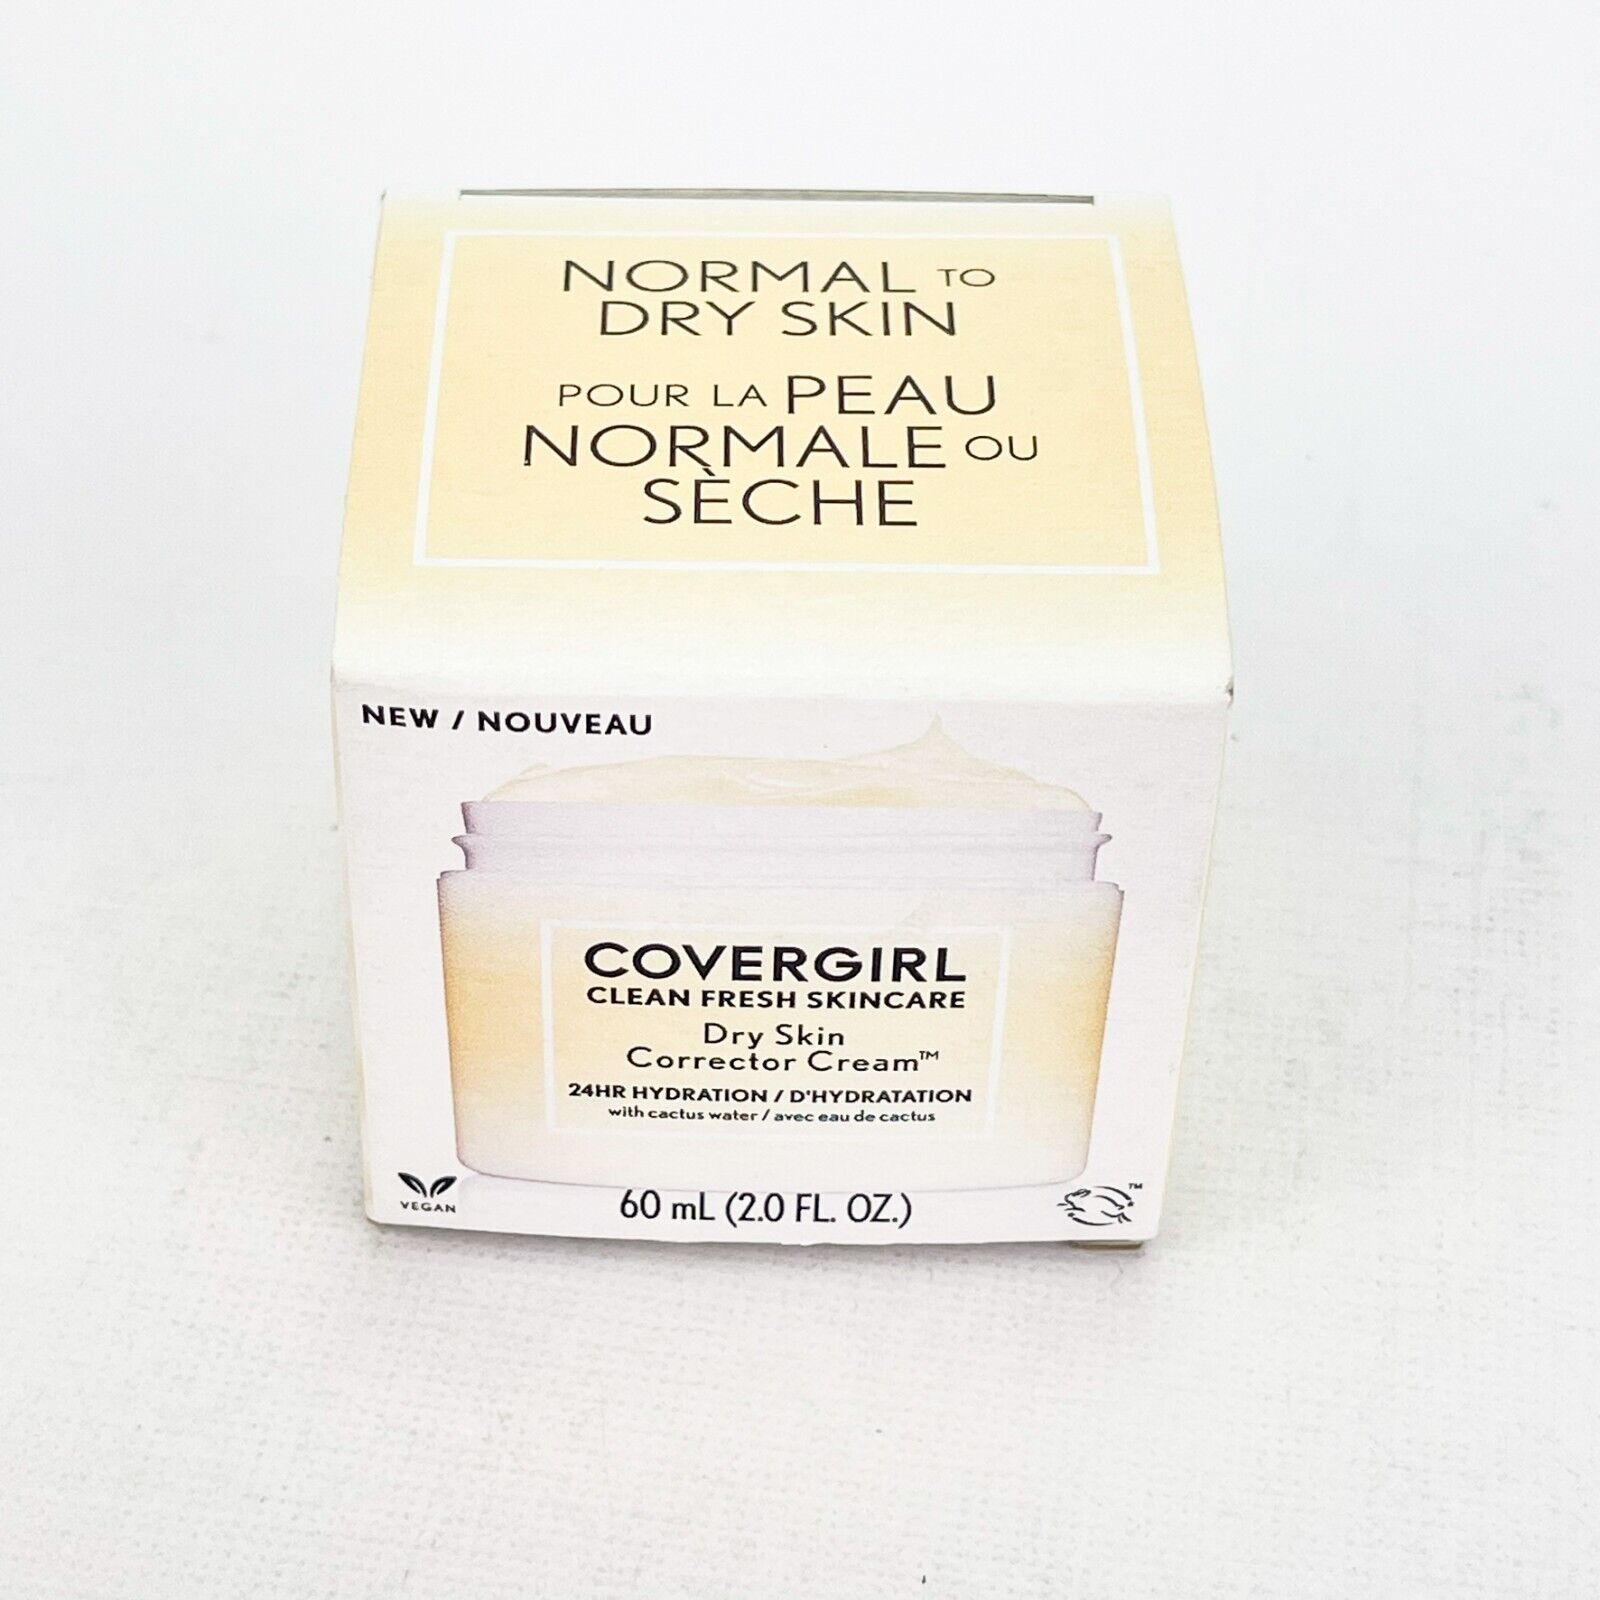 NORMAL TO
DRY SKIN
POUR LA PEAU
NORMALE OU
SÈCHE
NEW / NOUVEAU
COVERGIRL
CLEAN FRESH SKINCARE
Dry Skin
Corrector Cream™
24HR HYDRATION / D'HYDRATATION
with cactus water / avec eau de cactus
VEGAN
60 mL (2.0 FL. OZ.)
™